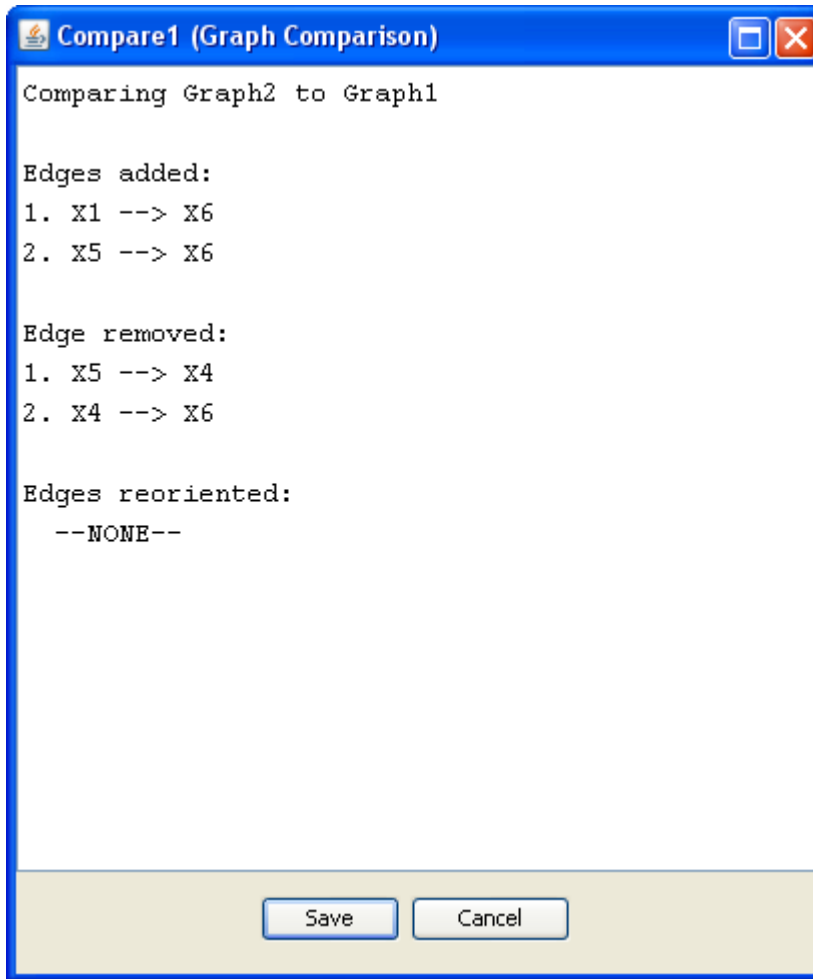 Compare1 (Graph Comparison)
Comparing Graph2 to Graph1
Edges added:
1. X1 --> X6
2. X5 --> X6
Edge removed:
1. X5 --> X4
2. X4 --> X6
Edges reoriented:
--NONE--
Save
Cancel